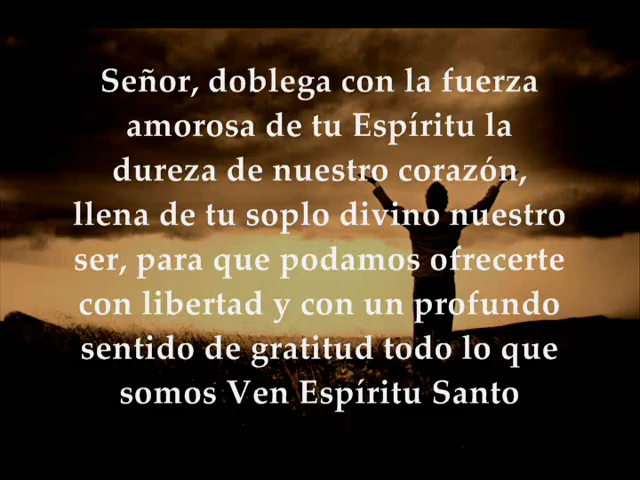 Señor, doblega con la fuerza
amorosa de tu Espíritu la
dureza de nuestro corazón,
llena de tu soplo divino nuestro
ser, para que podamos ofrecerte
con libertad y con un profundo
sentido de gratitud todo lo que
somos Ven Espíritu Santo